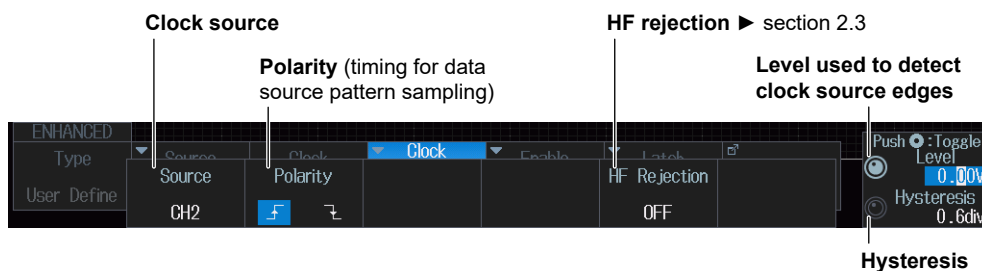 Clock source
HF rejection ► section 2.3
Polarity (timing for data
source pattern sampling)
Level used to detect
clock source edges
ENHANCED
Type
User Define
Source
Clock
Clock
Enable
Latch
Source
Polarity
HF Rejection
CH2
OFF
Push :Toggle
Level
0.00V
Hysteresis
0.6div
Hysteresis